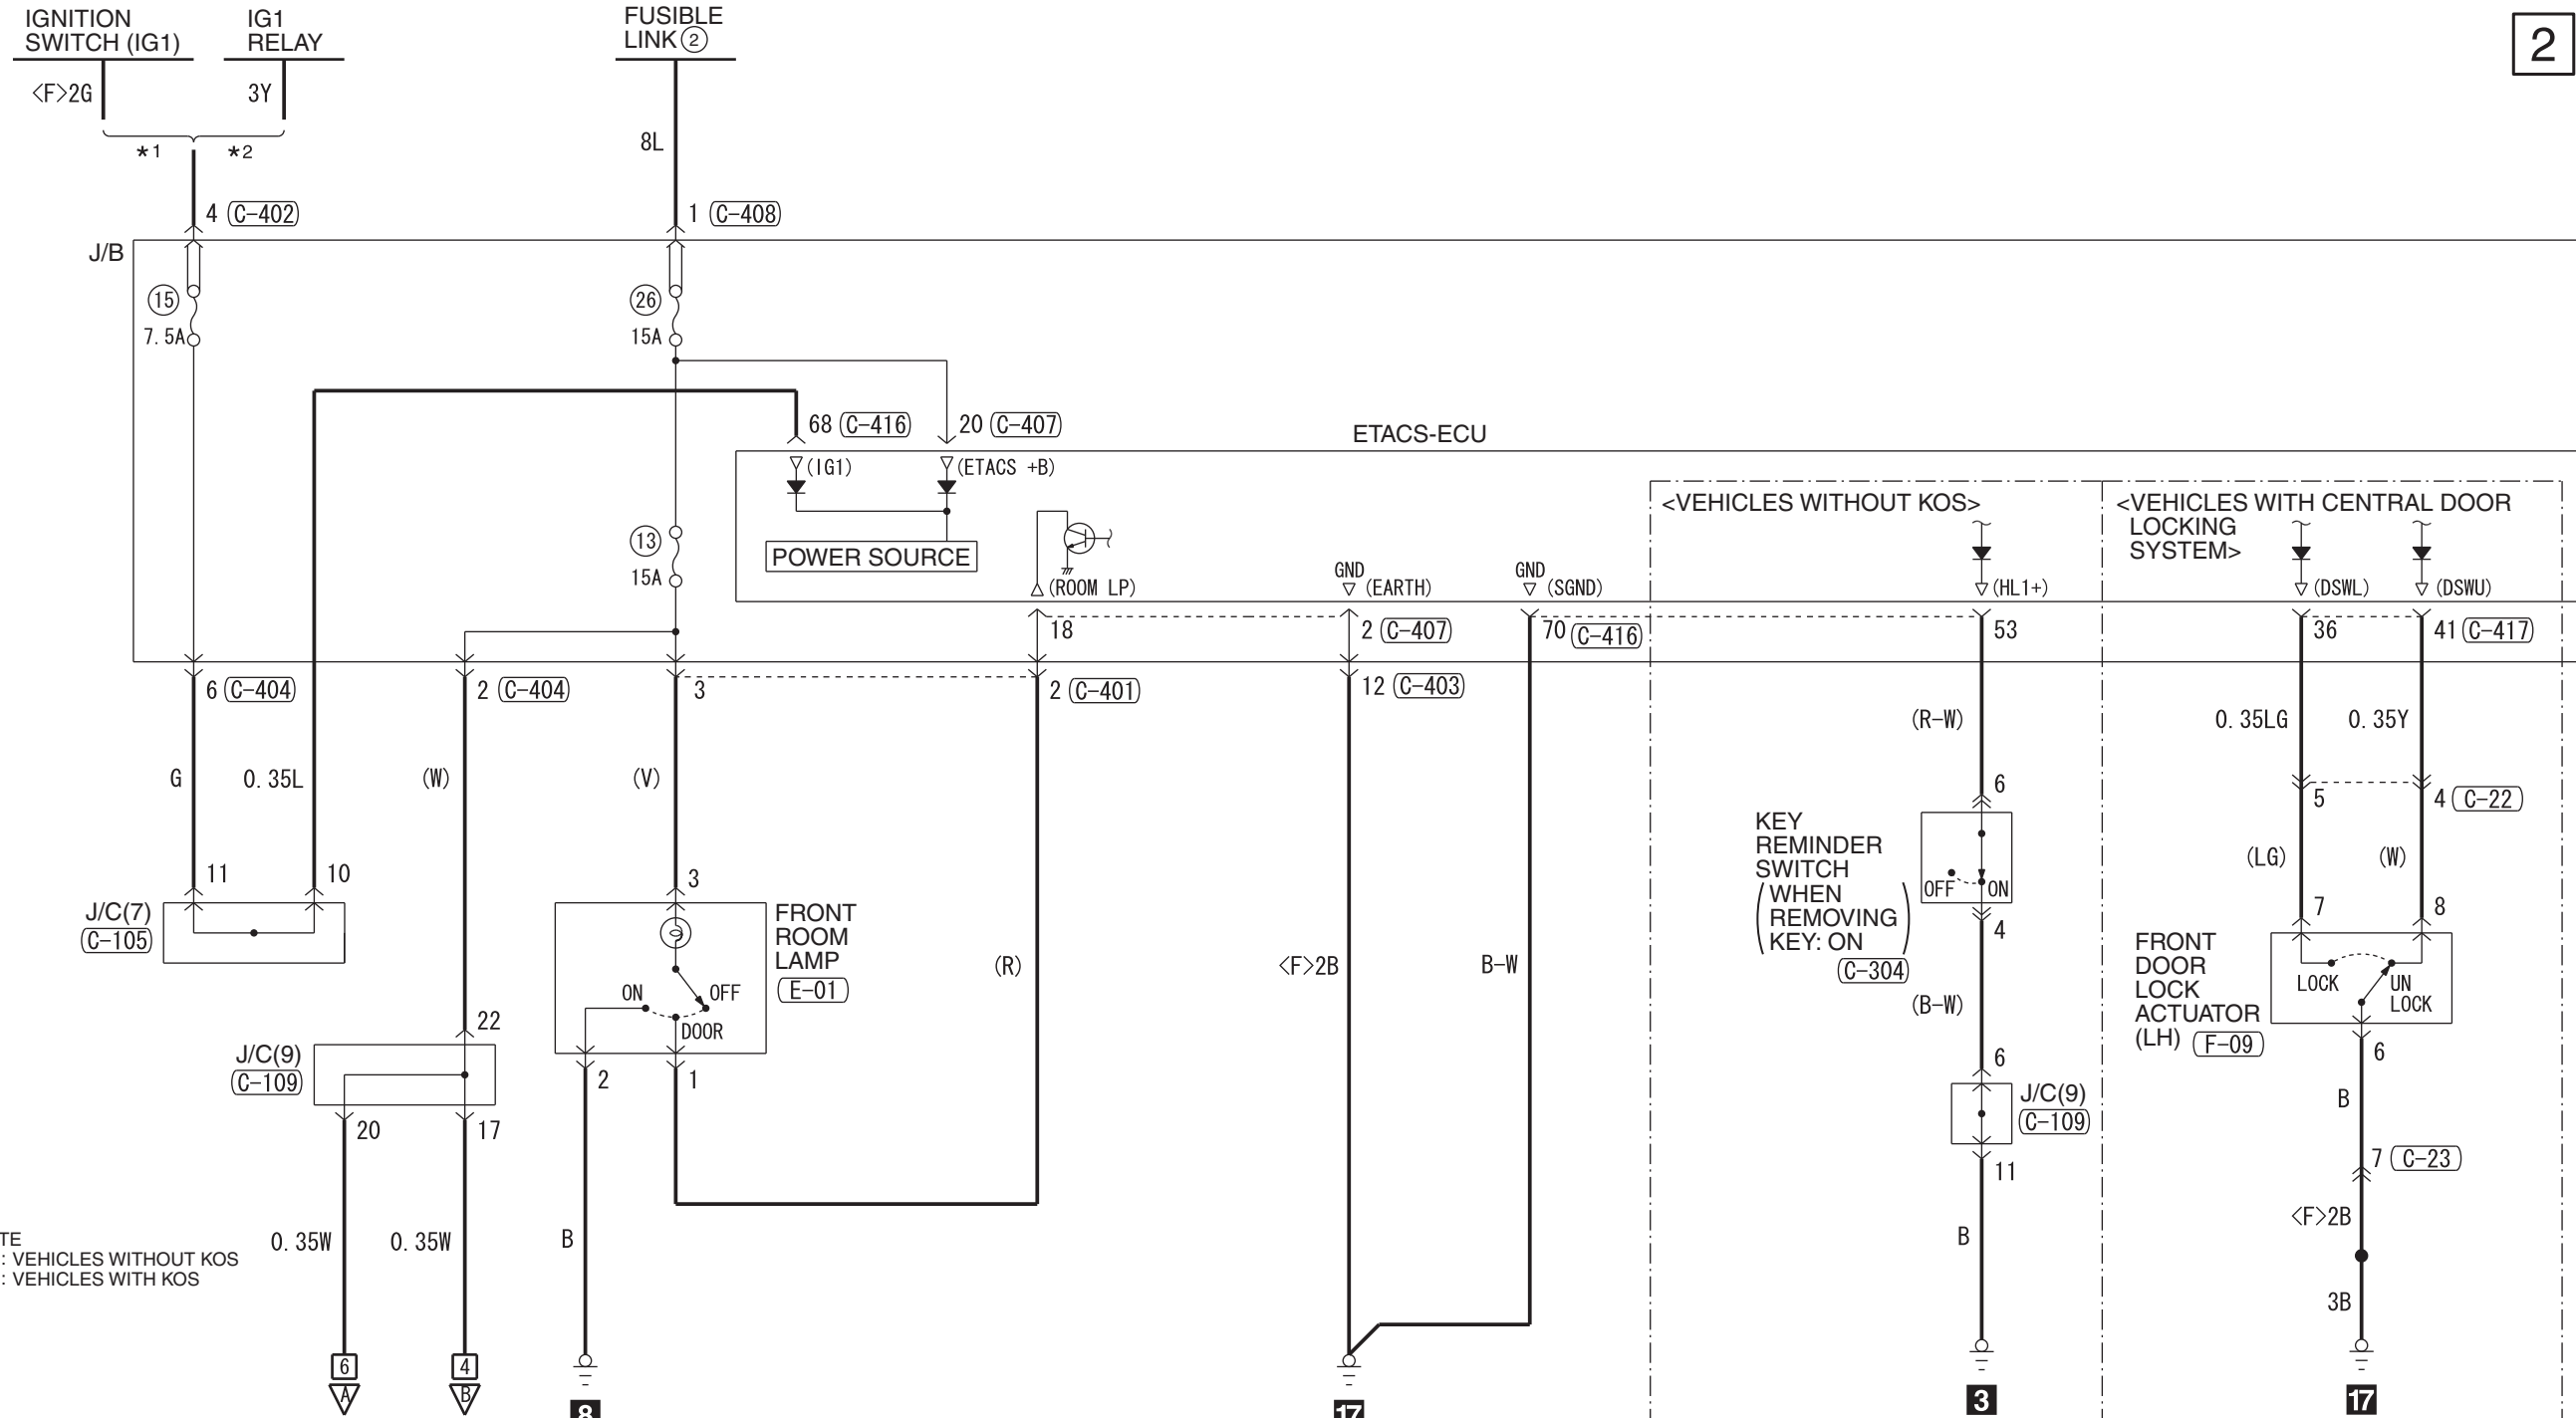 IGNITION
SWITCH (IG1)
IG1
RELAY
FUSIBLE
LINK ②
2
<F>2G
3Y
*1
*2
8L
4 C-402
1 C-408
J/B
15
7.5A
26
15A
68 C-416
20 C-407
ETACS-ECU
(IG1)
(ETACS +B)
POWER SOURCE
13
15A
(ROOM LP)
GND
(EARTH)
GND
(SGND)
<VEHICLES WITHOUT KOS>
(HL1+)
<VEHICLES WITH CENTRAL DOOR
LOCKING
SYSTEM>
(DSWL)
(DSWU)
18
2 C-407
70 C-416
53
36
41 C-417
6 C-404
2 C-404
3
2 C-401
12 C-403
G
0.35L
(W)
(V)
(R)
<F>2B
B-W
(R-W)
0.35LG
0.35Y
6
5
4 C-22
(LG)
(W)
11
10
J/C(7)
C-105
3
FRONT
ROOM
LAMP
E-01
ON
OFF
DOOR
2
1
KEY
REMINDER
SWITCH
(WHEN
REMOVING
KEY: ON)
C-304
OFF
ON
4
(B-W)
7
8
FRONT
DOOR
LOCK
ACTUATOR
(LH) F-09
LOCK
UN
LOCK
6
22
J/C(9)
C-109
20
17
6
J/C(9)
C-109
11
B
7 C-23
<F>2B
3B
TE
: VEHICLES WITHOUT KOS
: VEHICLES WITH KOS
0.35W
0.35W
B
B
6
A
4
B
8
17
3
17